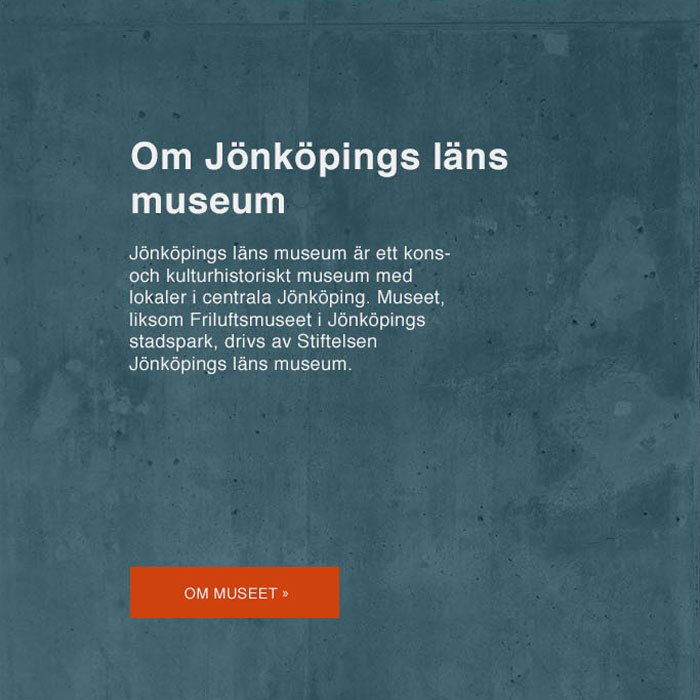 Om Jönköpings läns
museum
Jönköpings läns museum är ett kons-
och kulturhistoriskt museum med
lokaler i centrala Jönköping. Museet,
liksom Friluftsmuseet i Jönköpings
stadspark, drivs av Stiftelsen
Jönköpings läns museum.
OM MUSEET »